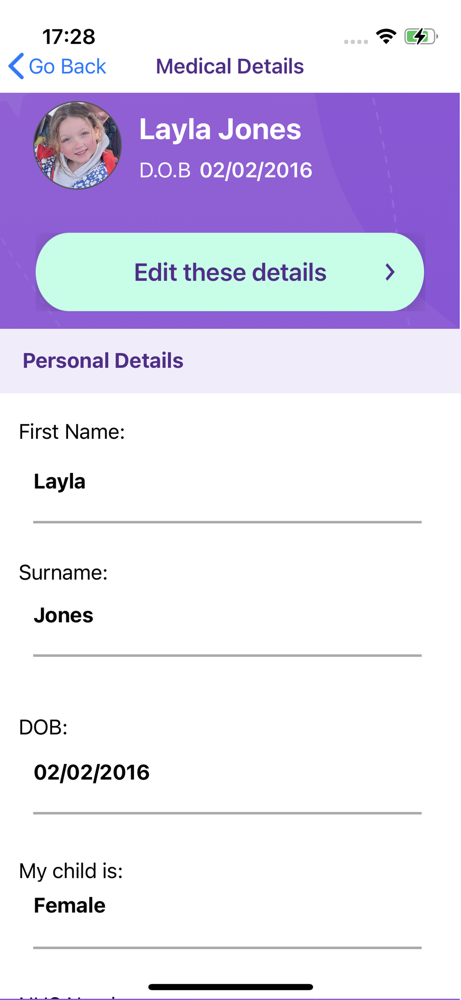 17:28
Go Back
Medical Details
Layla Jones
D.O.B 02/02/2016
Edit these details
Personal Details
First Name:
Layla
Surname:
Jones
DOB:
02/02/2016
My child is:
Female